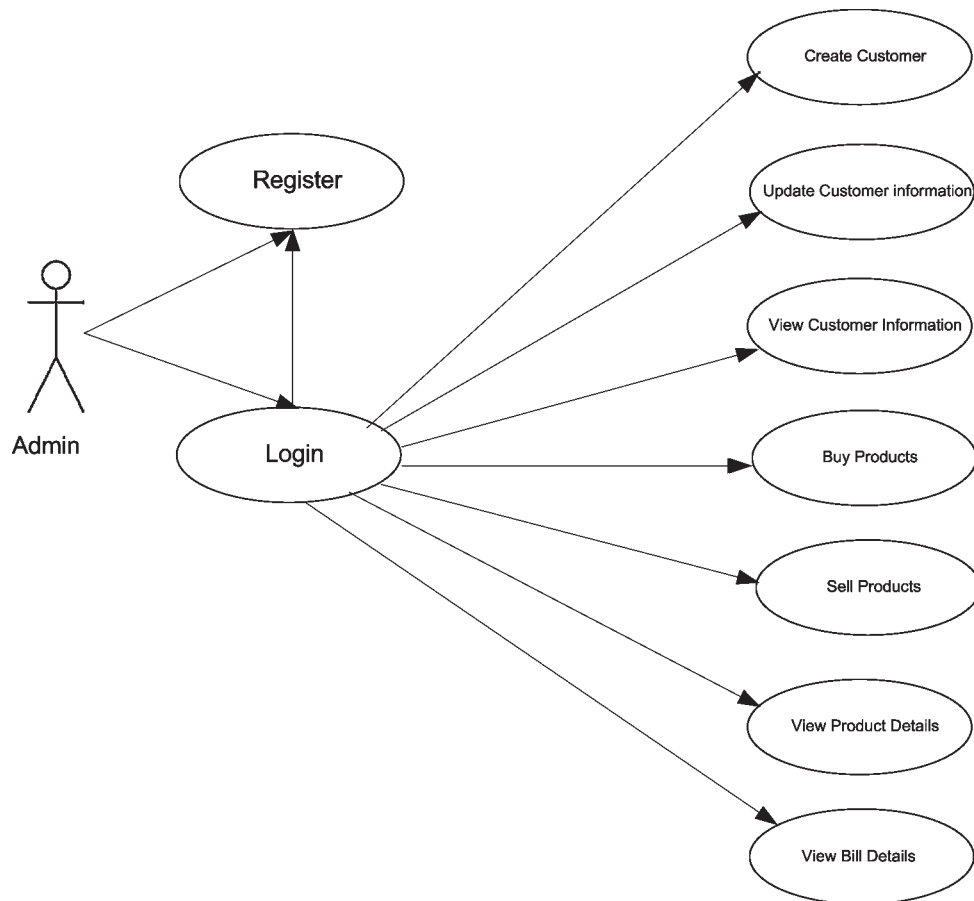 Create Customer
Register
Update Customer information
View Customer Information
Admin
Login
Buy Products
Sell Products
View Product Details
View Bill Details